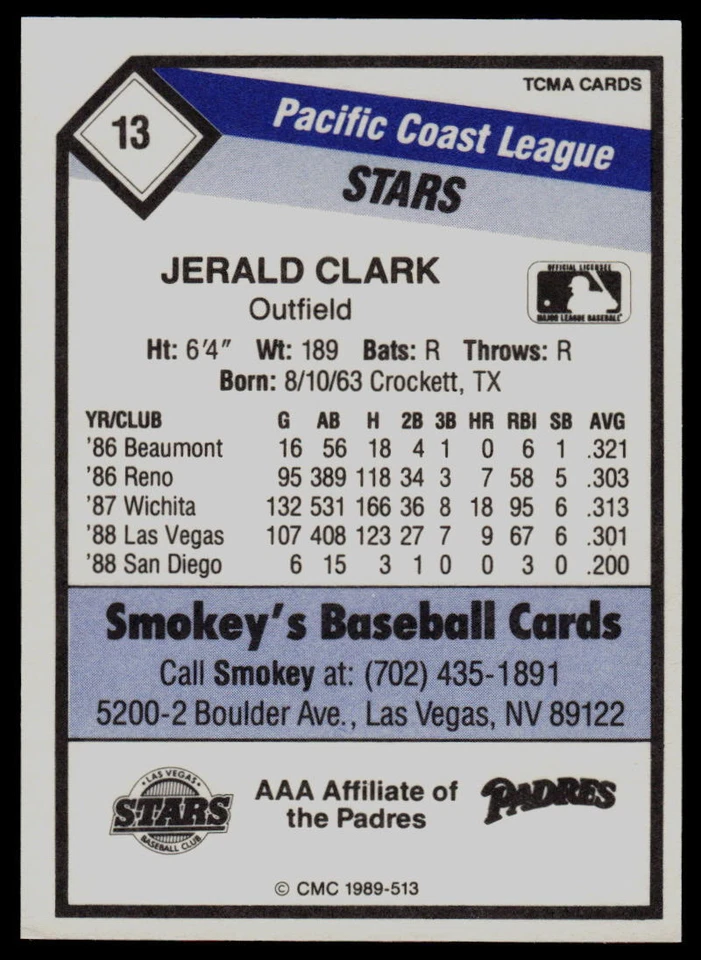 TCMA CARDS
13
Pacific Coast League
STARS
JERALD CLARK
Outfield
OFFICIAL LICENSEE
MAJOR LEAGUE BASEBALL
Ht: 6'4" Wt: 189 Bats: R Throws: R
Born: 8/10/63 Crockett, TX
YR/CLUB G AB H 2B 3B HR RBI SB AVG
'86 Beaumont 16 56 18 4 1 0 6 1 .321
'86 Reno 95 389 118 34 3 7 58 5 .303
'87 Wichita 132 531 166 36 8 18 95 6 .313
'88 Las Vegas 107 408 123 27 7 9 67 6 .301
'88 San Diego 6 15 3 1 0 0 3 0 .200
Smokey's Baseball Cards
Call Smokey at: (702) 435-1891
5200-2 Boulder Ave., Las Vegas, NV 89122
LAS VEGAS
STARS
BASEBALL CLUB
AAA Affiliate of
the Padres
PADRES
© CMC 1989-513